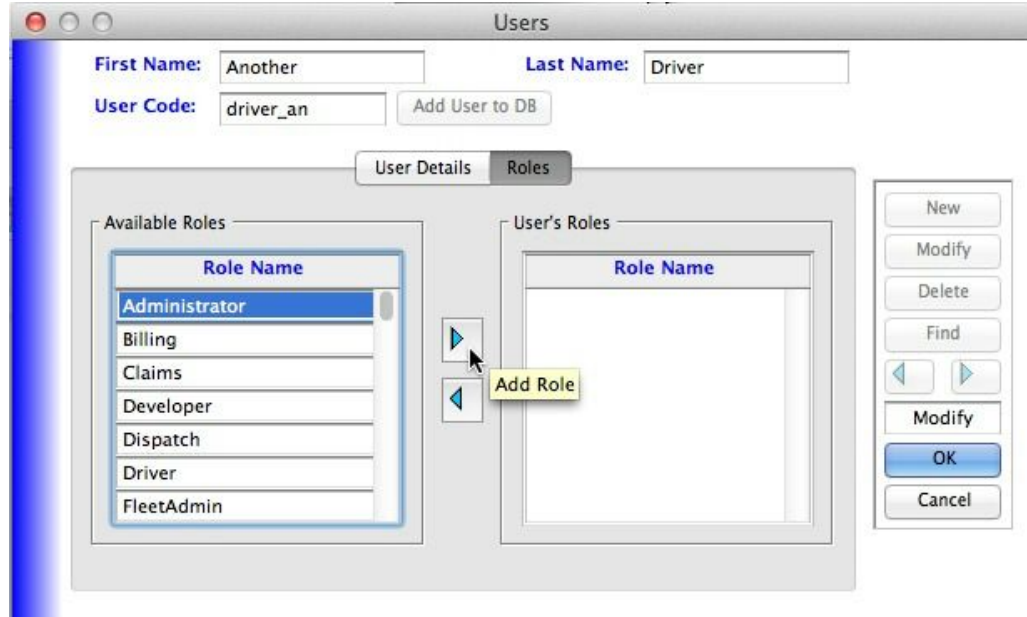 Users
First Name: Another Last Name: Driver
User Code: driver_an Add User to DB
User Details Roles
Available Roles
Role Name
Administrator
Billing
Claims
Developer
Dispatch
Driver
FleetAdmin
Add Role
User's Roles
Role Name
New
Modify
Delete
Find
Modify
OK
Cancel